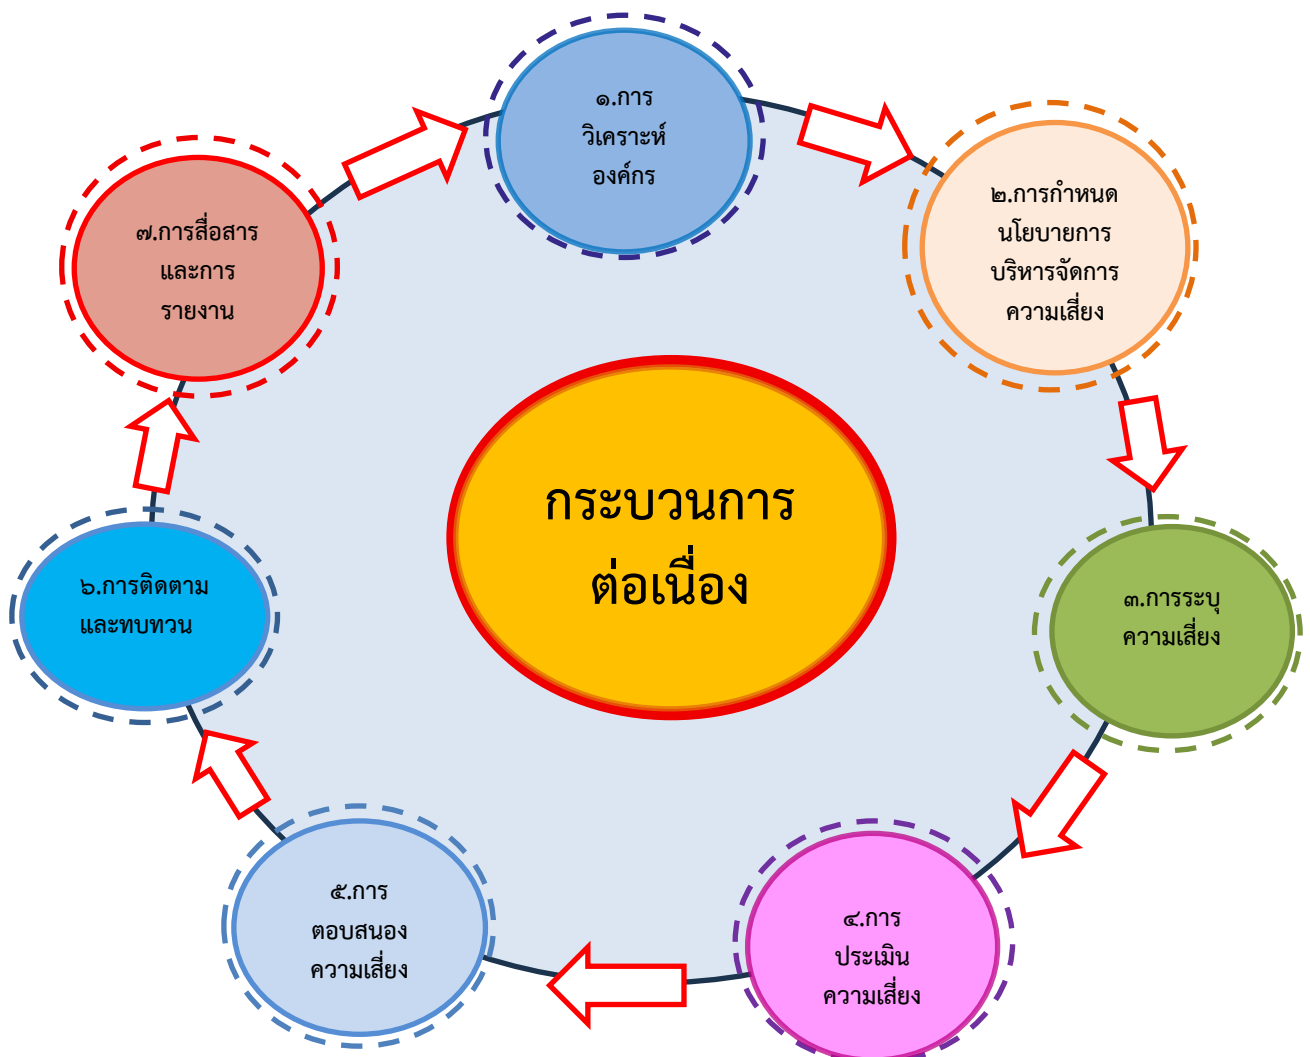 ๑.การ
วิเคราะห์
องค์กร
๒.การกำหนด
นโยบายการ
บริหารจัดการ
ความเสี่ยง
๓.การระบุ
ความเสี่ยง
๔.การ
ประเมิน
ความเสี่ยง
๕.การ
ตอบสนอง
ความเสี่ยง
๖.การติดตาม
และทบทวน
๗.การสื่อสาร
และการ
รายงาน
กระบวนการ
ต่อเนื่อง